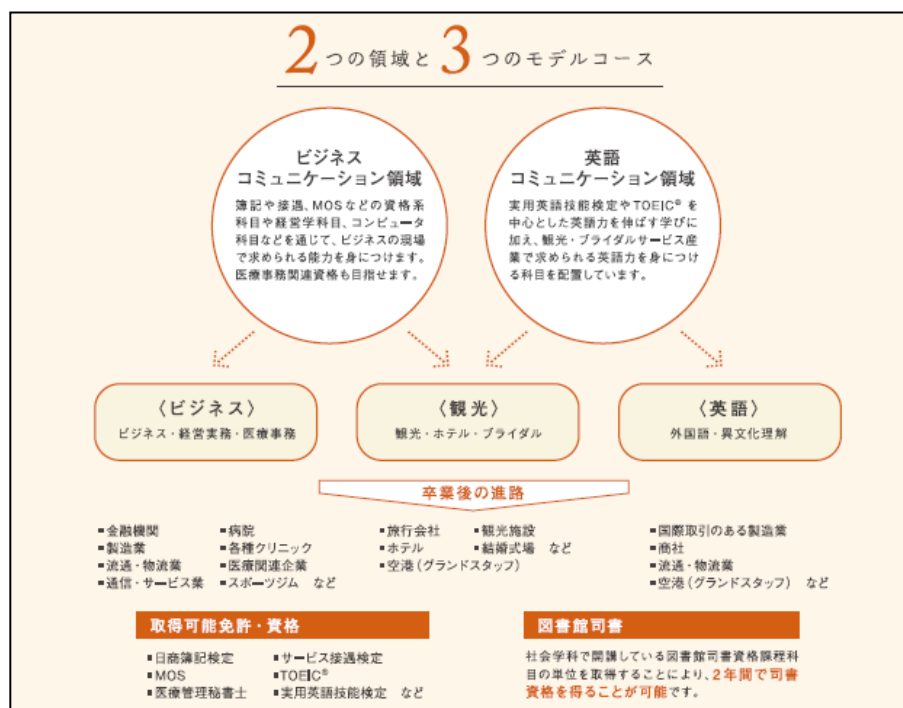 2つの領域と3つのモデルコース
ビジネス
コミュニケーション領域
簿記や接遇、MOSなどの資格系
科目や経営学科目、コンピュータ
科目などを通じて、ビジネスの現場
で求められる能力を身につけます。
医療事務関連資格も目指せます。
英語
コミュニケーション領域
実用英語技能検定やTOEIC®を
中心とした英語力を伸ばす学びに
加え、観光・ブライダルサービス産
業で求められる英語力を身につけ
る科目を配置しています。
〈ビジネス〉
ビジネス・経営実務・医療事務
〈観光〉
観光・ホテル・ブライダル
〈英語〉
外国語・異文化理解
卒業後の進路
▪金融機関
▪製造業
▪流通・物流業
▪通信・サービス業
▪病院
▪各種クリニック
▪医療関連企業
▪スポーツジム など
▪旅行会社
▪ホテル
▪空港(グランドスタッフ)
▪観光施設
▪結婚式場 など
▪国際取引のある製造業
▪商社
▪流通・物流業
▪空港(グランドスタッフ) など
取得可能免許・資格
▪日商簿記検定
▪MOS
▪医療管理秘書士
▪サービス接遇検定
▪TOEIC®
▪実用英語技能検定 など
図書館司書
社会学科で開講している図書館司書資格課程科
目の単位を取得することにより、2年間で司書
資格を得ることが可能です。